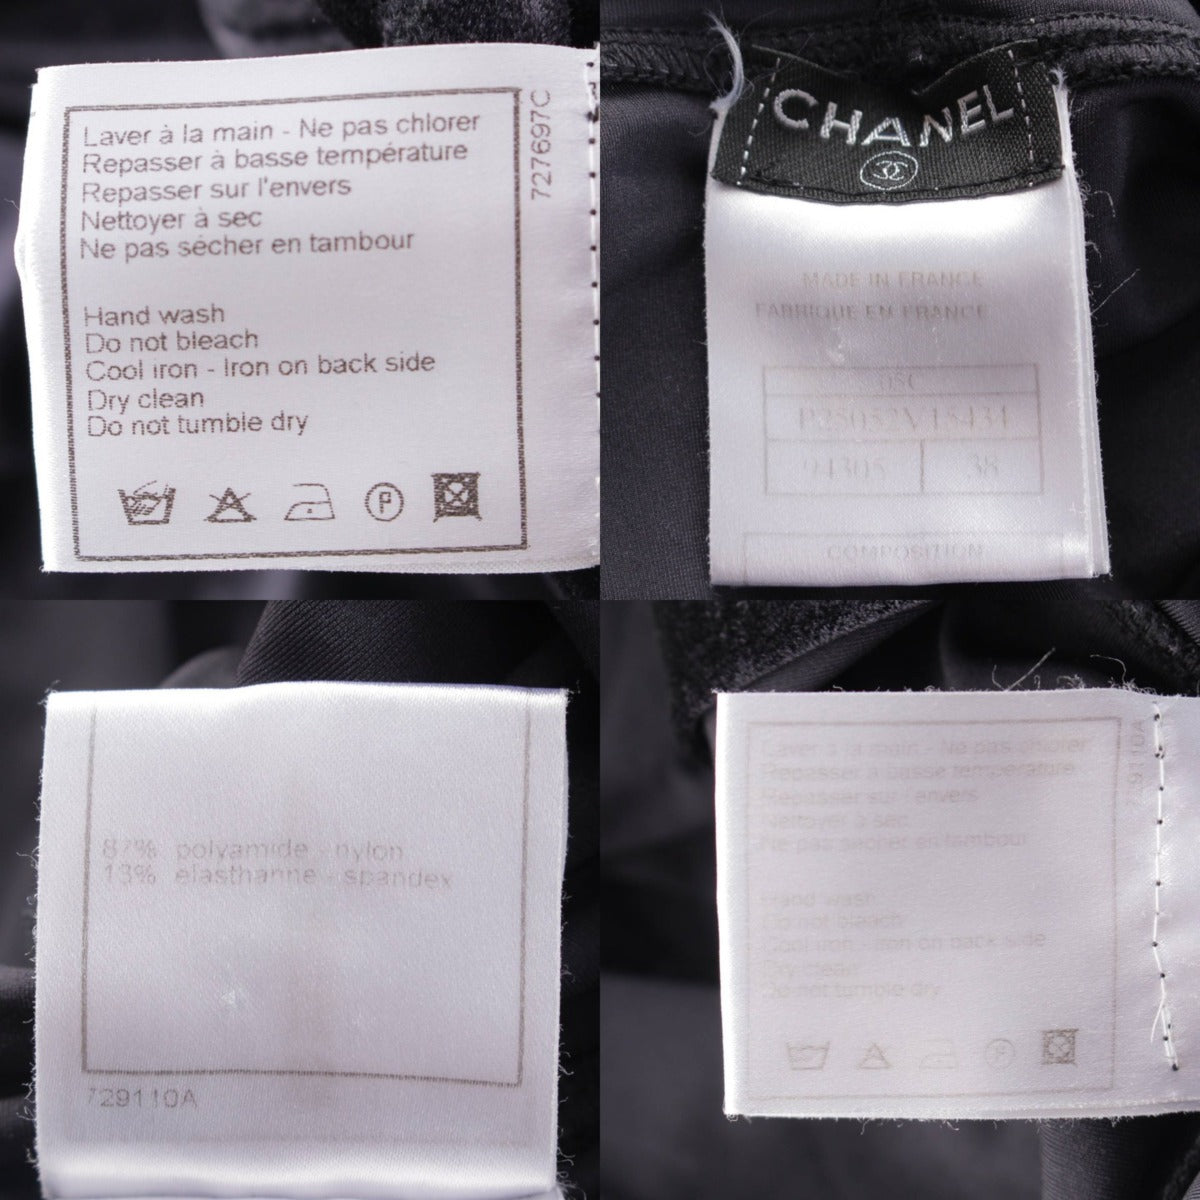 Laver à la main - Ne pas chlorer
Repasser à basse température
Repasser sur l'envers
Nettoyer à sec
Ne pas sécher en tambour
Hand wash
Do not bleach
Cool iron - Iron on back side
Dry clean
Do not tumble dry
P
727697C
CHANEL
MADE IN FRANCE
FABRIQUE EN FRANCE
05C
P25052V13434
94305
38
COMPOSITION
87% polyamide - nylon
13% elasthanne - spandex
729110A
Laver à la main - Ne pas chlorer
Repasser à basse température
Repasser sur l'envers
Nettoyer à sec
Ne pas sécher en tambour
Hand wash
Do not bleach
Cool iron - Iron on back side
Dry clean
Do not tumble dry
P
729110A